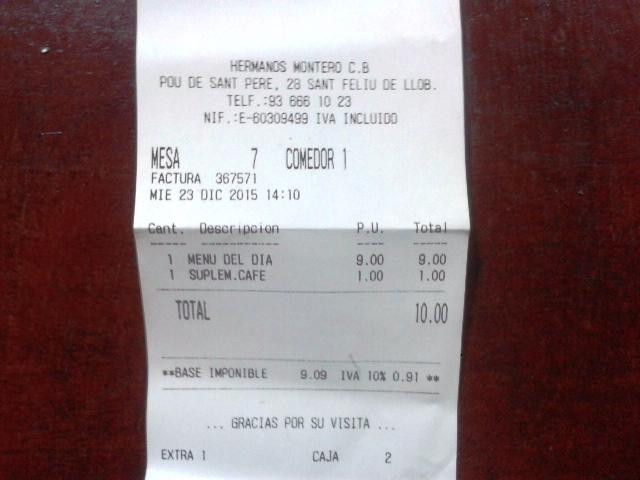 HERMANOS MONTERO C.B
POU DE SANT PERE, 28 SANT FELIU DE LLOB.
TELF.:93 666 10 23
NIF.:E-60309499 IVA INCLUIDO
MESA 7 COMEDOR 1
FACTURA 367571
MIE 23 DIC 2015 14:10
Cant. Descripcion P.U. Total
----- ----------- ---- -----
1 MENU DEL DIA 9.00 9.00
1 SUPLEM.CAFE 1.00 1.00
TOTAL 10.00
**BASE IMPONIBLE 9.09 IVA 10% 0.91 **
... GRACIAS POR SU VISITA ...
EXTRA 1 CAJA 2